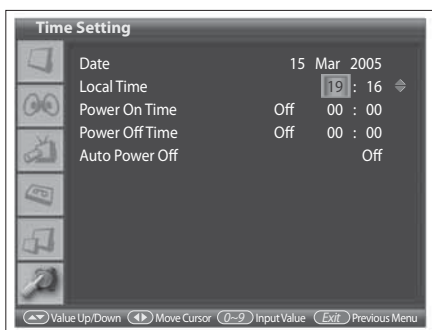 Time Setting
Date 15 Mar 2005
Local Time 19 : 16
Power On Time Off 00 : 00
Power Off Time Off 00 : 00
Auto Power Off Off
Value Up/Down Move Cursor 0~9 Input Value Exit Previous Menu